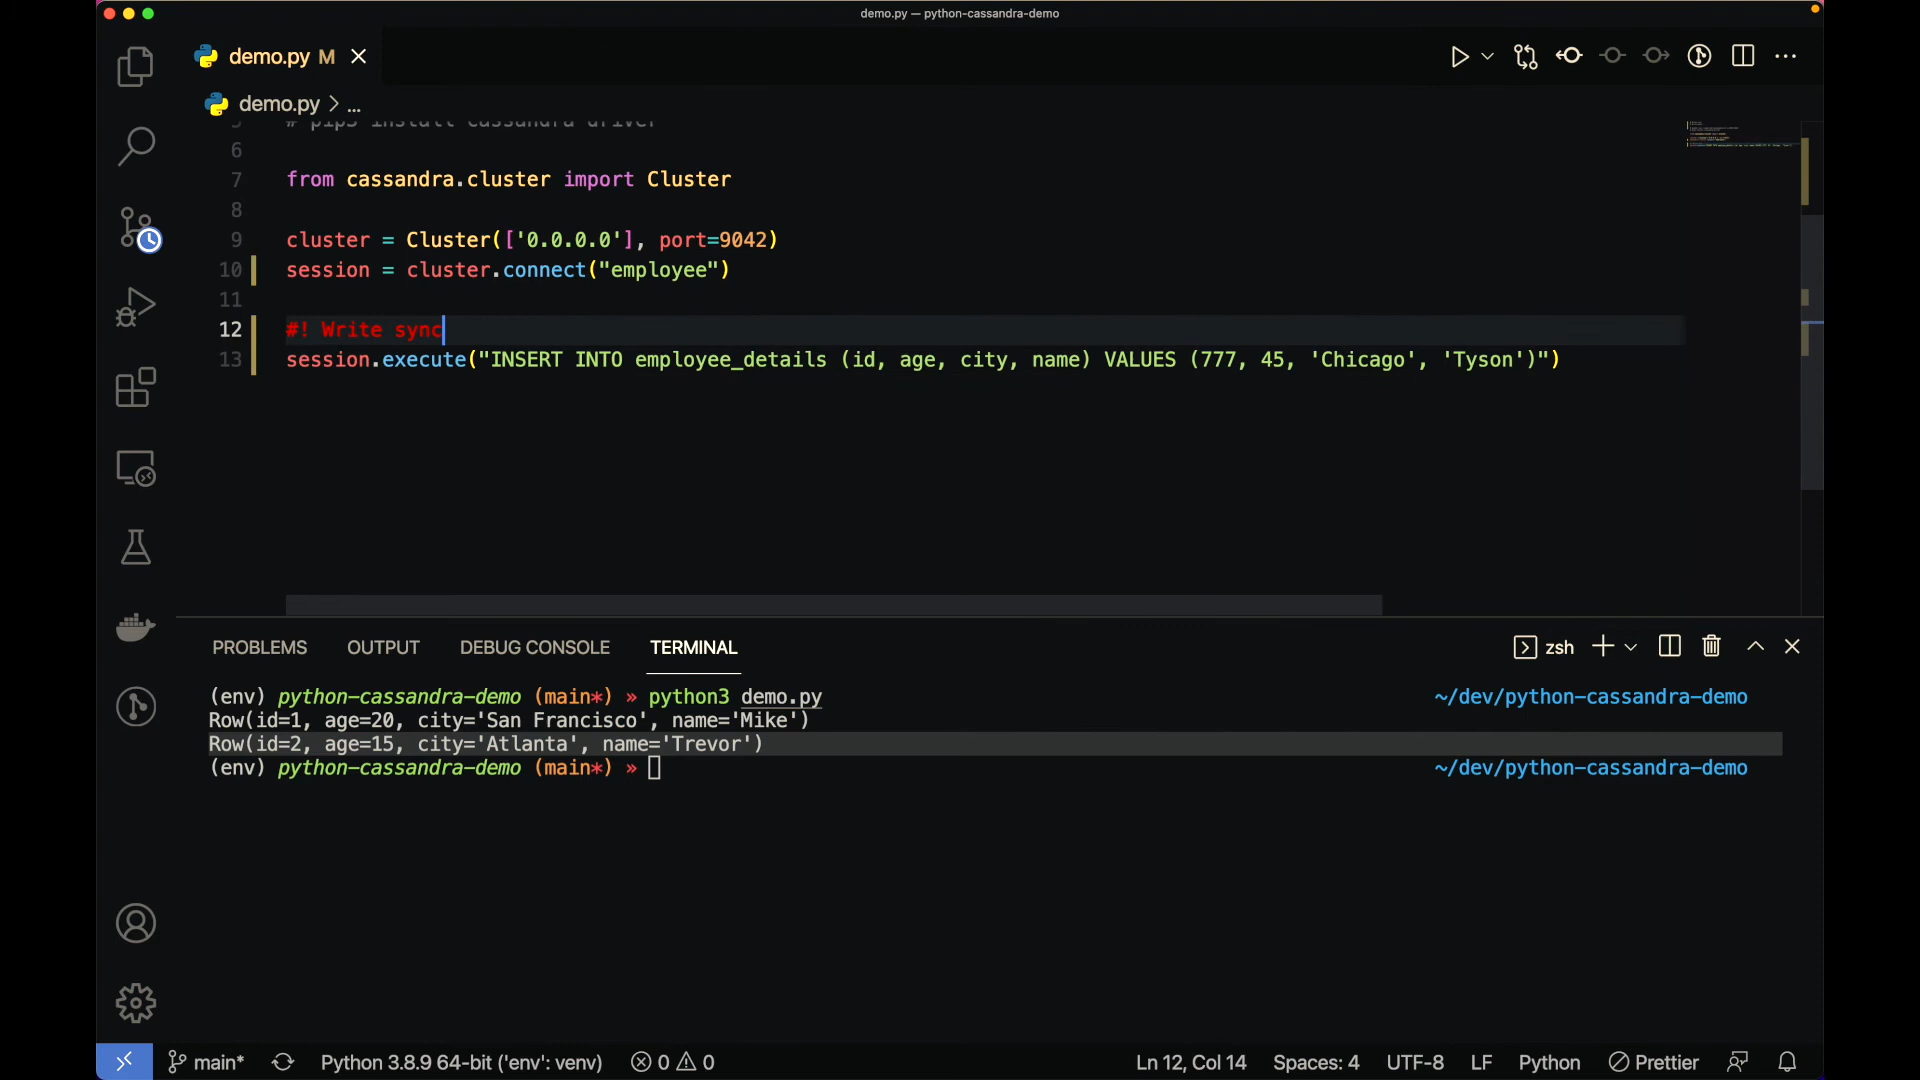 demo.py — python-cassandra-demo
demo.py M
demo.py > ...
5 # pip3 install cassandra-driver
6
7 from cassandra.cluster import Cluster
8
9 cluster = Cluster(['0.0.0.0'], port=9042)
10 session = cluster.connect("employee")
11
12 #! Write sync
13 session.execute("INSERT INTO employee_details (id, age, city, name) VALUES (777, 45, 'Chicago', 'Tyson')")
PROBLEMS OUTPUT DEBUG CONSOLE TERMINAL zsh
(env) python-cassandra-demo (main*) » python3 demo.py ~/dev/python-cassandra-demo
Row(id=1, age=20, city='San Francisco', name='Mike')
Row(id=2, age=15, city='Atlanta', name='Trevor')
(env) python-cassandra-demo (main*) » ~/dev/python-cassandra-demo
main* Python 3.8.9 64-bit ('env': venv) 0 0 Ln 12, Col 14 Spaces: 4 UTF-8 LF Python Prettier